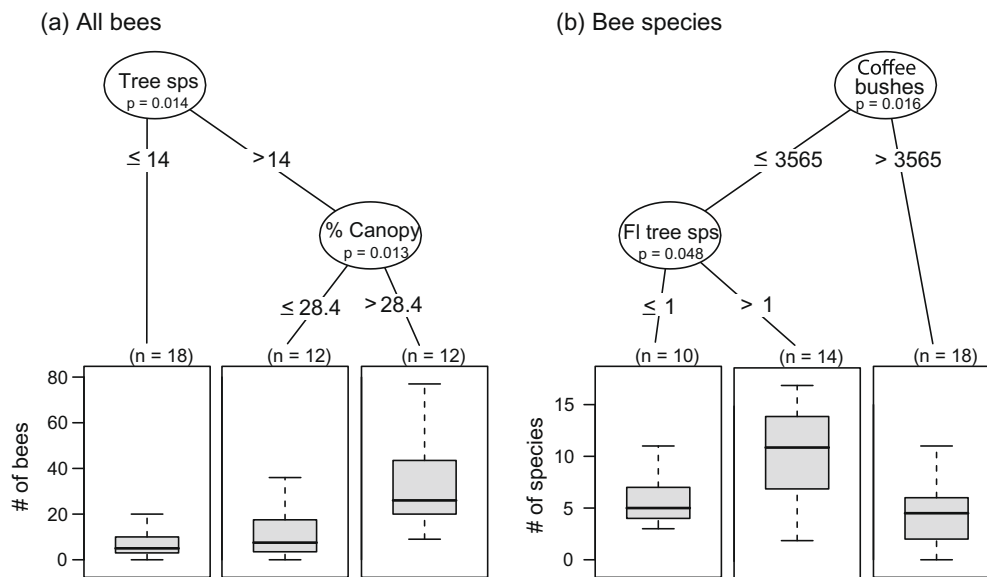 (a) All bees
Tree sps
p = 0.014
≤ 14
>14
% Canopy
p = 0.013
≤ 28.4
>28.4
(n = 18)
(n = 12)
(n = 12)
# of bees
80
60
40
20
0
(b) Bee species
Coffee
bushes
p = 0.016
≤ 3565
> 3565
Fl tree sps
p = 0.048
≤ 1
> 1
(n = 10)
(n = 14)
(n = 18)
# of species
15
10
5
0